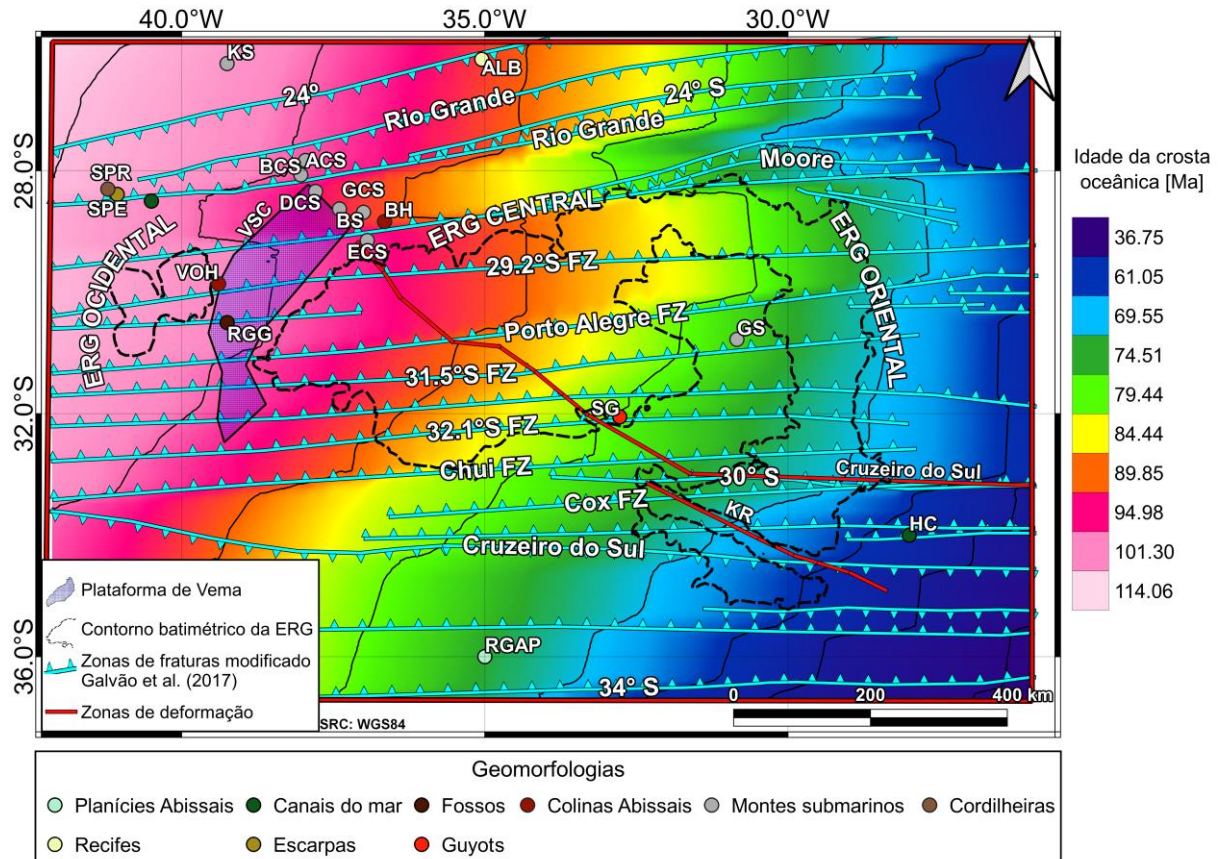 40.0°W
35.0°W
30.0°W
KS
ALB
24º
Rio Grande
24° S
Rio Grande
28.0°S
BCS
ACS
Moore
SPR
SPE
DCS
GCS
VSC
BS
BH
ERG CENTRAL
ECS
ERG OCIDENTAL
VOH
29.2°S FZ
ERG ORIENTAL
RGG
Porto Alegre FZ
GS
31.5°S FZ
32.0°S
SG
32.1°S FZ
Chui FZ
30° S
Cruzeiro do Sul
Cox FZ
KR
HC
Cruzeiro do Sul
36.0°S
RGAP
34° S
0
200
400 km
SRC: WGS84
Plataforma de Vema
Contorno batimétrico da ERG
Zonas de fraturas modificado
Galvão et al. (2017)
Zonas de deformação
Idade da crosta
oceânica [Ma]
36.75
61.05
69.55
74.51
79.44
84.44
89.85
94.98
101.30
114.06
Geomorfologias
Planícies Abissais
Canais do mar
Fossos
Colinas Abissais
Montes submarinos
Cordilheiras
Recifes
Escarpas
Guyots